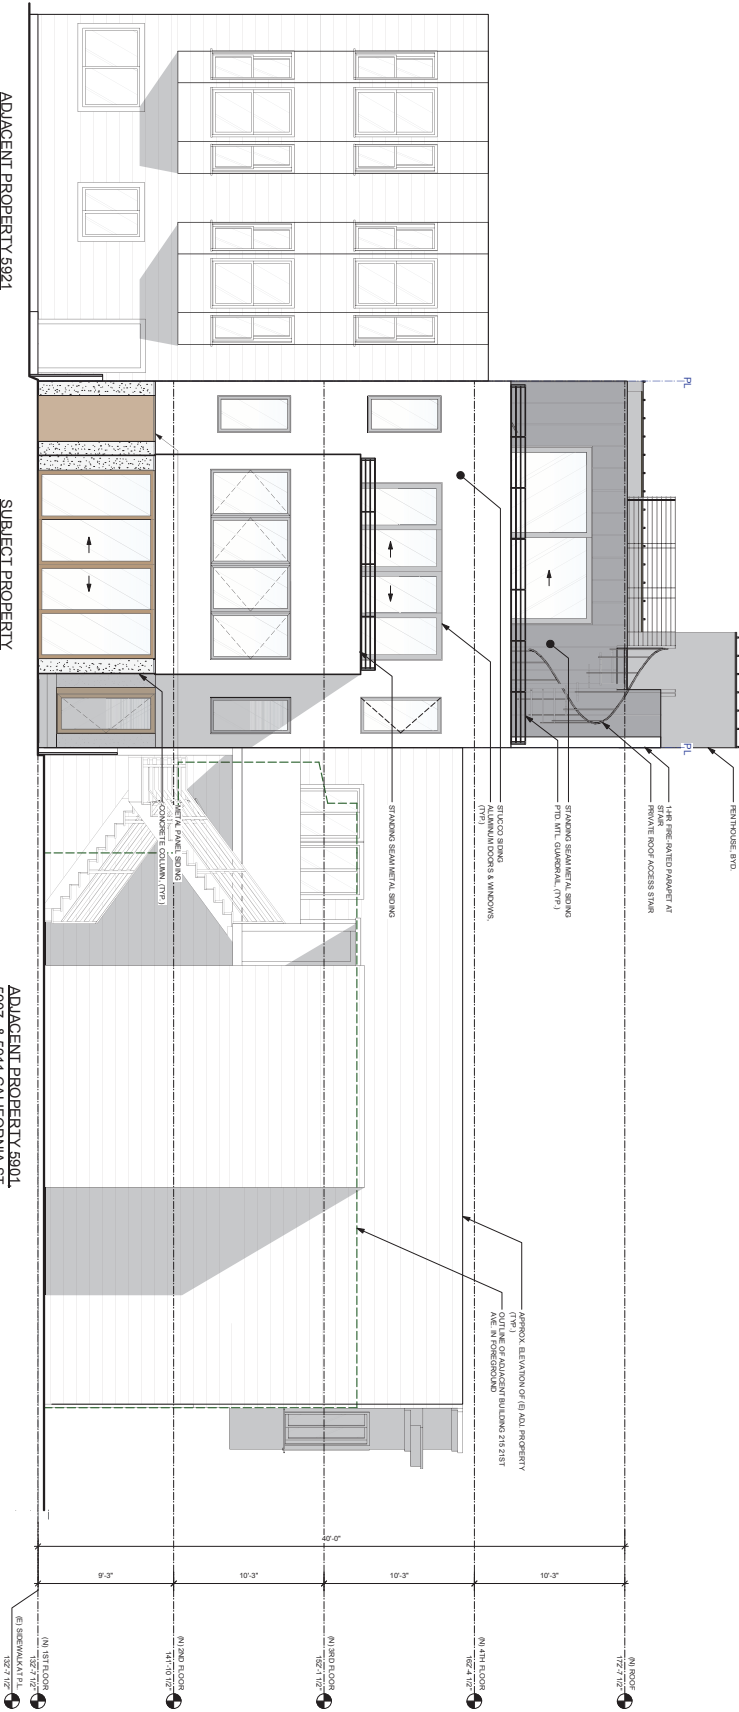 PENTHOUSE, BYD.
1-HR FIRE-RATED PARAPET AT
STAIR
PRIVATE ROOF ACCESS STAIR
STANDING SEAM METAL SIDING
PTD. MTL. GUARDRAIL, (TYP.)
STUCCO SIDING
ALUMINUM DOORS & WINDOWS,
(TYP.)
STANDING SEAM METAL SIDING
METAL PANEL SIDING
CONCRETE COLUMN, (TYP.)
PL
PL
APPROX. ELEVATION OF (E) ADJ. PROPERTY
(TYP.)
OUTLINE OF ADJACENT BUILDING 215 21ST
AVE. IN FOREGROUND
(N) ROOF
172'-7 1/2"
(N) 4TH FLOOR
162'-4 1/2"
(N) 3RD FLOOR
152'-1 1/2"
(N) 2ND FLOOR
141'-10 1/2"
(N) 1ST FLOOR
132'-7 1/2"
(E) SIDEWALK AT P.L.
132'-7 1/2"
10'-3"
10'-3"
10'-3"
9'-3"
40'-0"
ADJACENT PROPERTY 5921
SUBJECT PROPERTY
ADJACENT PROPERTY 5901
5907, & 5911 CALIFORNIA ST